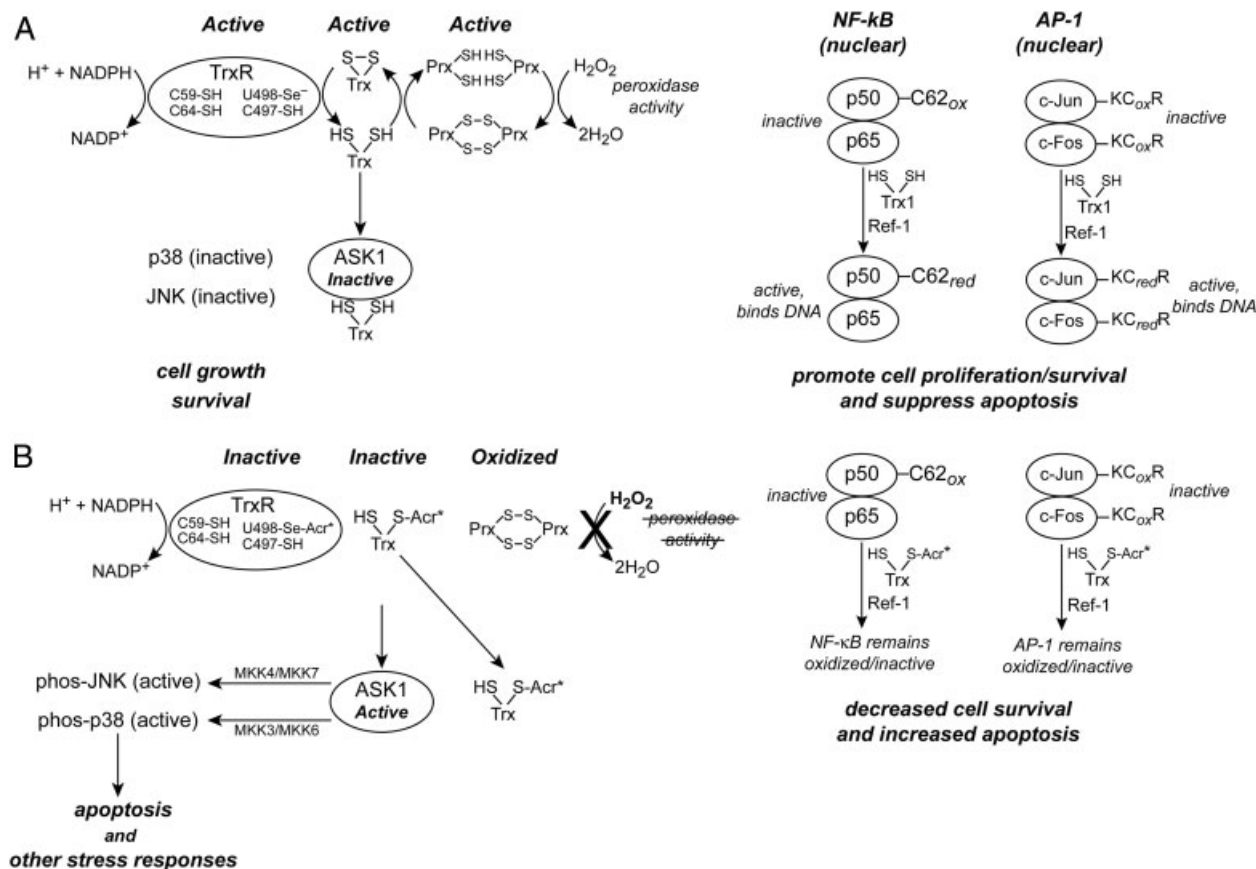 A
Active
Active
Active
H⁺ + NADPH
NADP⁺
TrxR
C59-SH U498-Se⁻
C64-SH C497-SH
S–S
Trx
HS SH
Trx
SH HS
Prx Prx
SH HS
S–S
Prx Prx
S–S
H₂O₂
peroxidase
activity
2H₂O
p38 (inactive)
JNK (inactive)
ASK1
Inactive
HS SH
Trx
cell growth
survival
NF-kB
(nuclear)
AP-1
(nuclear)
p50
C62ox
inactive
p65
HS SH
Trx1
Ref-1
p50
C62red
active,
binds DNA
p65
c-Jun
KCoxR
inactive
c-Fos
KCoxR
HS SH
Trx1
Ref-1
c-Jun
KCredR
active,
binds DNA
c-Fos
KCredR
promote cell proliferation/survival
and suppress apoptosis
B
Inactive
Inactive
Oxidized
H⁺ + NADPH
NADP⁺
TrxR
C59-SH U498-Se-Acr*
C64-SH C497-SH
HS S-Acr*
Trx
S–S
Prx Prx
S–S
X
H₂O₂
peroxidase
activity
2H₂O
phos-JNK (active)
MKK4/MKK7
phos-p38 (active)
MKK3/MKK6
ASK1
Active
HS S-Acr*
Trx
apoptosis
and
other stress responses
p50
C62ox
inactive
p65
HS S-Acr*
Trx
Ref-1
NF-κB remains
oxidized/inactive
c-Jun
KCoxR
inactive
c-Fos
KCoxR
HS S-Acr*
Trx
Ref-1
AP-1 remains
oxidized/inactive
decreased cell survival
and increased apoptosis